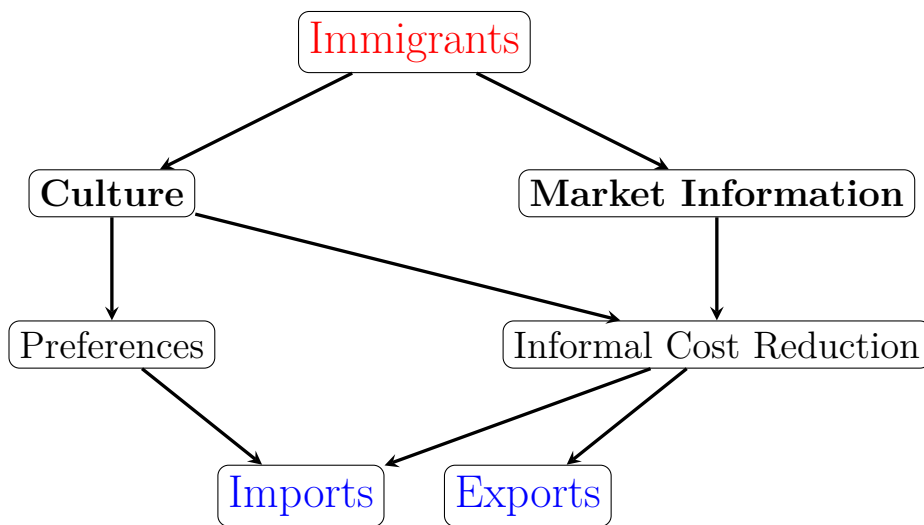 Immigrants
Culture
Market Information
Preferences
Informal Cost Reduction
Imports
Exports